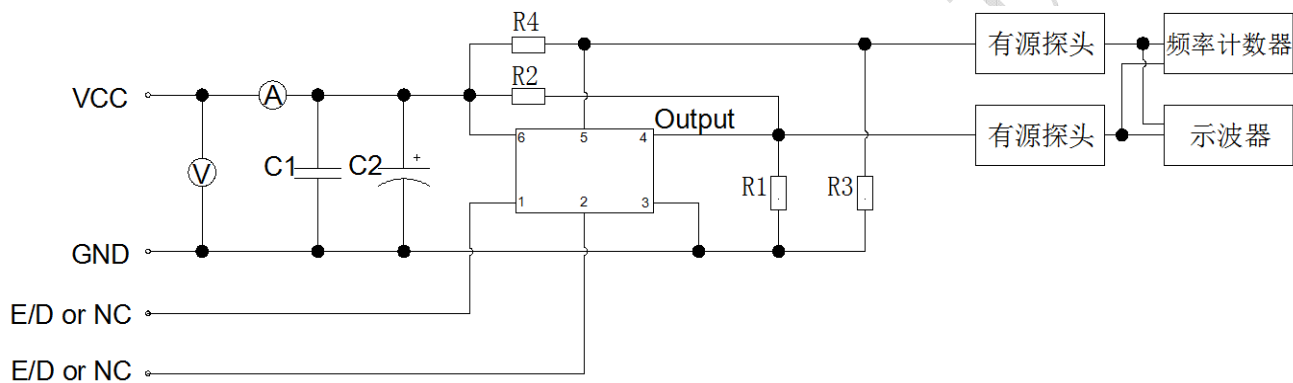 R4
有源探头
频率计数器
R2
VCC
A
Output
6
5
4
有源探头
示波器
V
C1
C2
+
R1
R3
1
2
3
GND
E/D or NC
E/D or NC